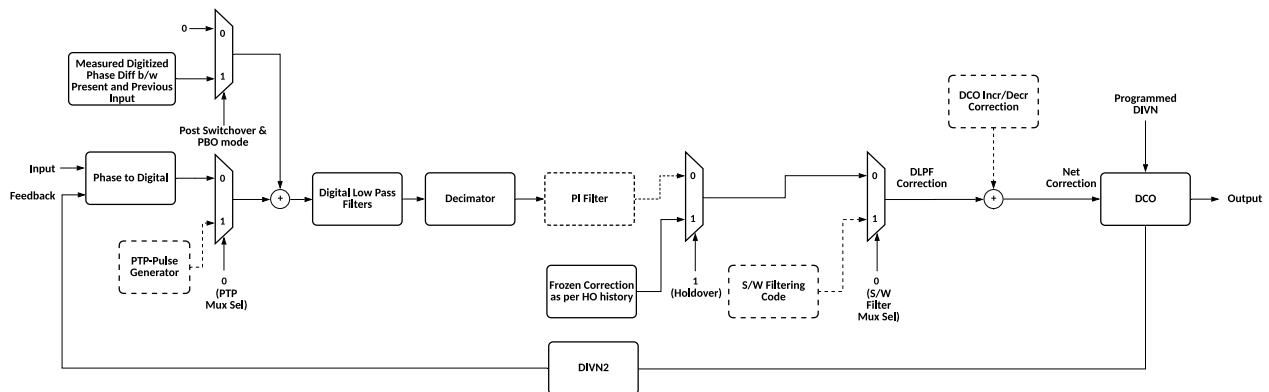 0
0
Measured Digitized
Phase Diff b/w
Present and Previous
Input
1
Post Switchover &
PBO mode
Input
Feedback
Phase to Digital
0
1
PTP-Pulse
Generator
0
(PTP
Mux Sel)
+
Digital Low Pass
Filters
Decimator
PI Filter
0
1
Frozen Correction
as per HO history
1
(Holdover)
S/W Filtering
Code
0
1
0
(S/W
Filter
Mux Sel)
DLPF
Correction
DCO Incr/Decr
Correction
+
Net
Correction
Programmed
DIVN
DCO
Output
DIVN2